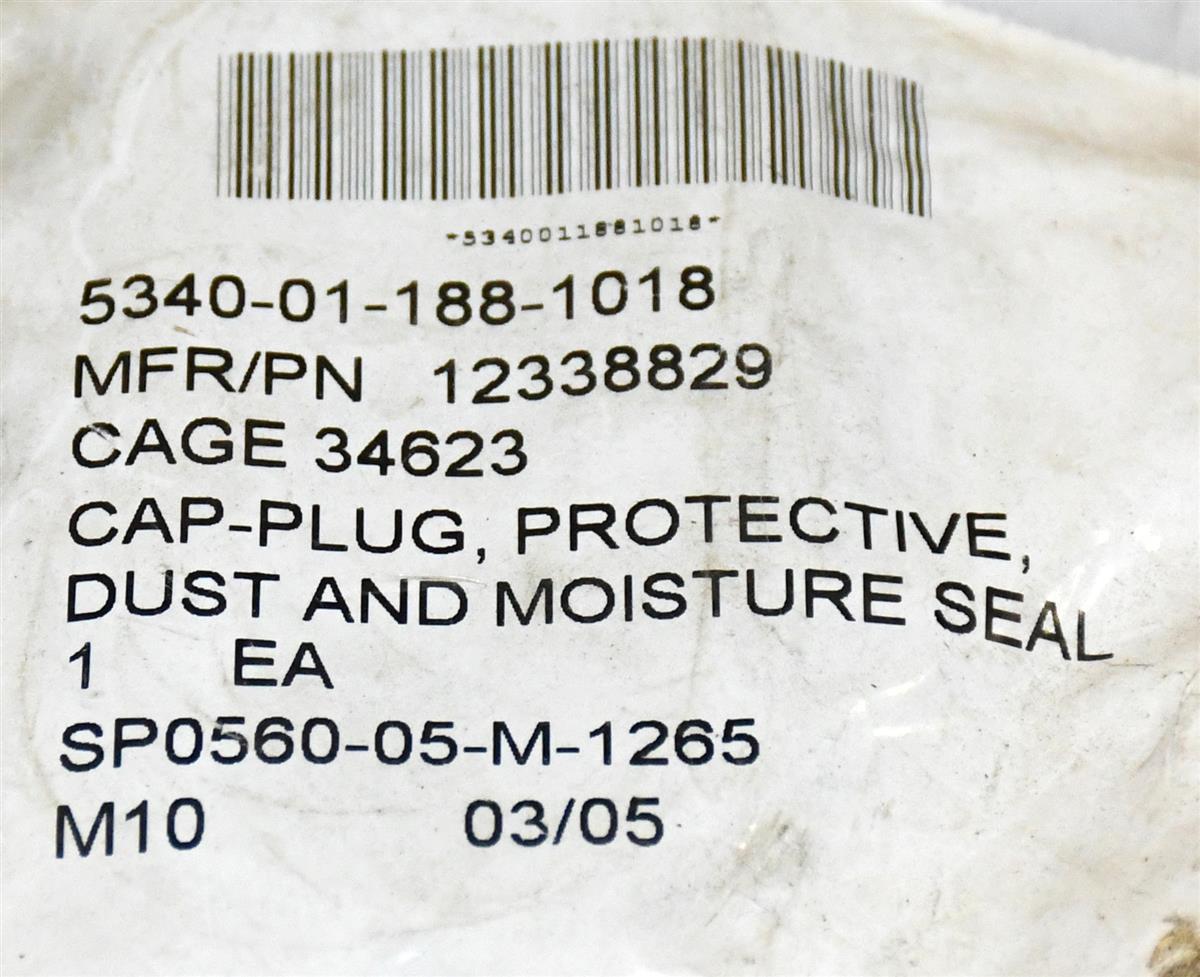 *5340011881018*
5340-01-188-1018
MFR/PN 12338829
CAGE 34623
CAP-PLUG, PROTECTIVE,
DUST AND MOISTURE SEAL
1 EA
SP0560-05-M-1265
M10 03/05